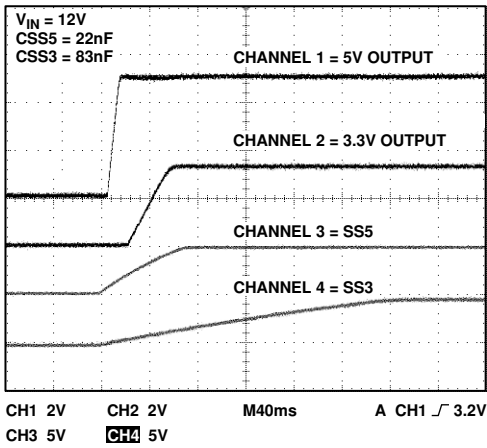 VIN = 12V
CSS5 = 22nF
CSS3 = 83nF
CHANNEL 1 = 5V OUTPUT
CHANNEL 2 = 3.3V OUTPUT
CHANNEL 3 = SS5
CHANNEL 4 = SS3
CH1 2V CH2 2V M40ms A CH1 3.2V
CH3 5V CH4 5V